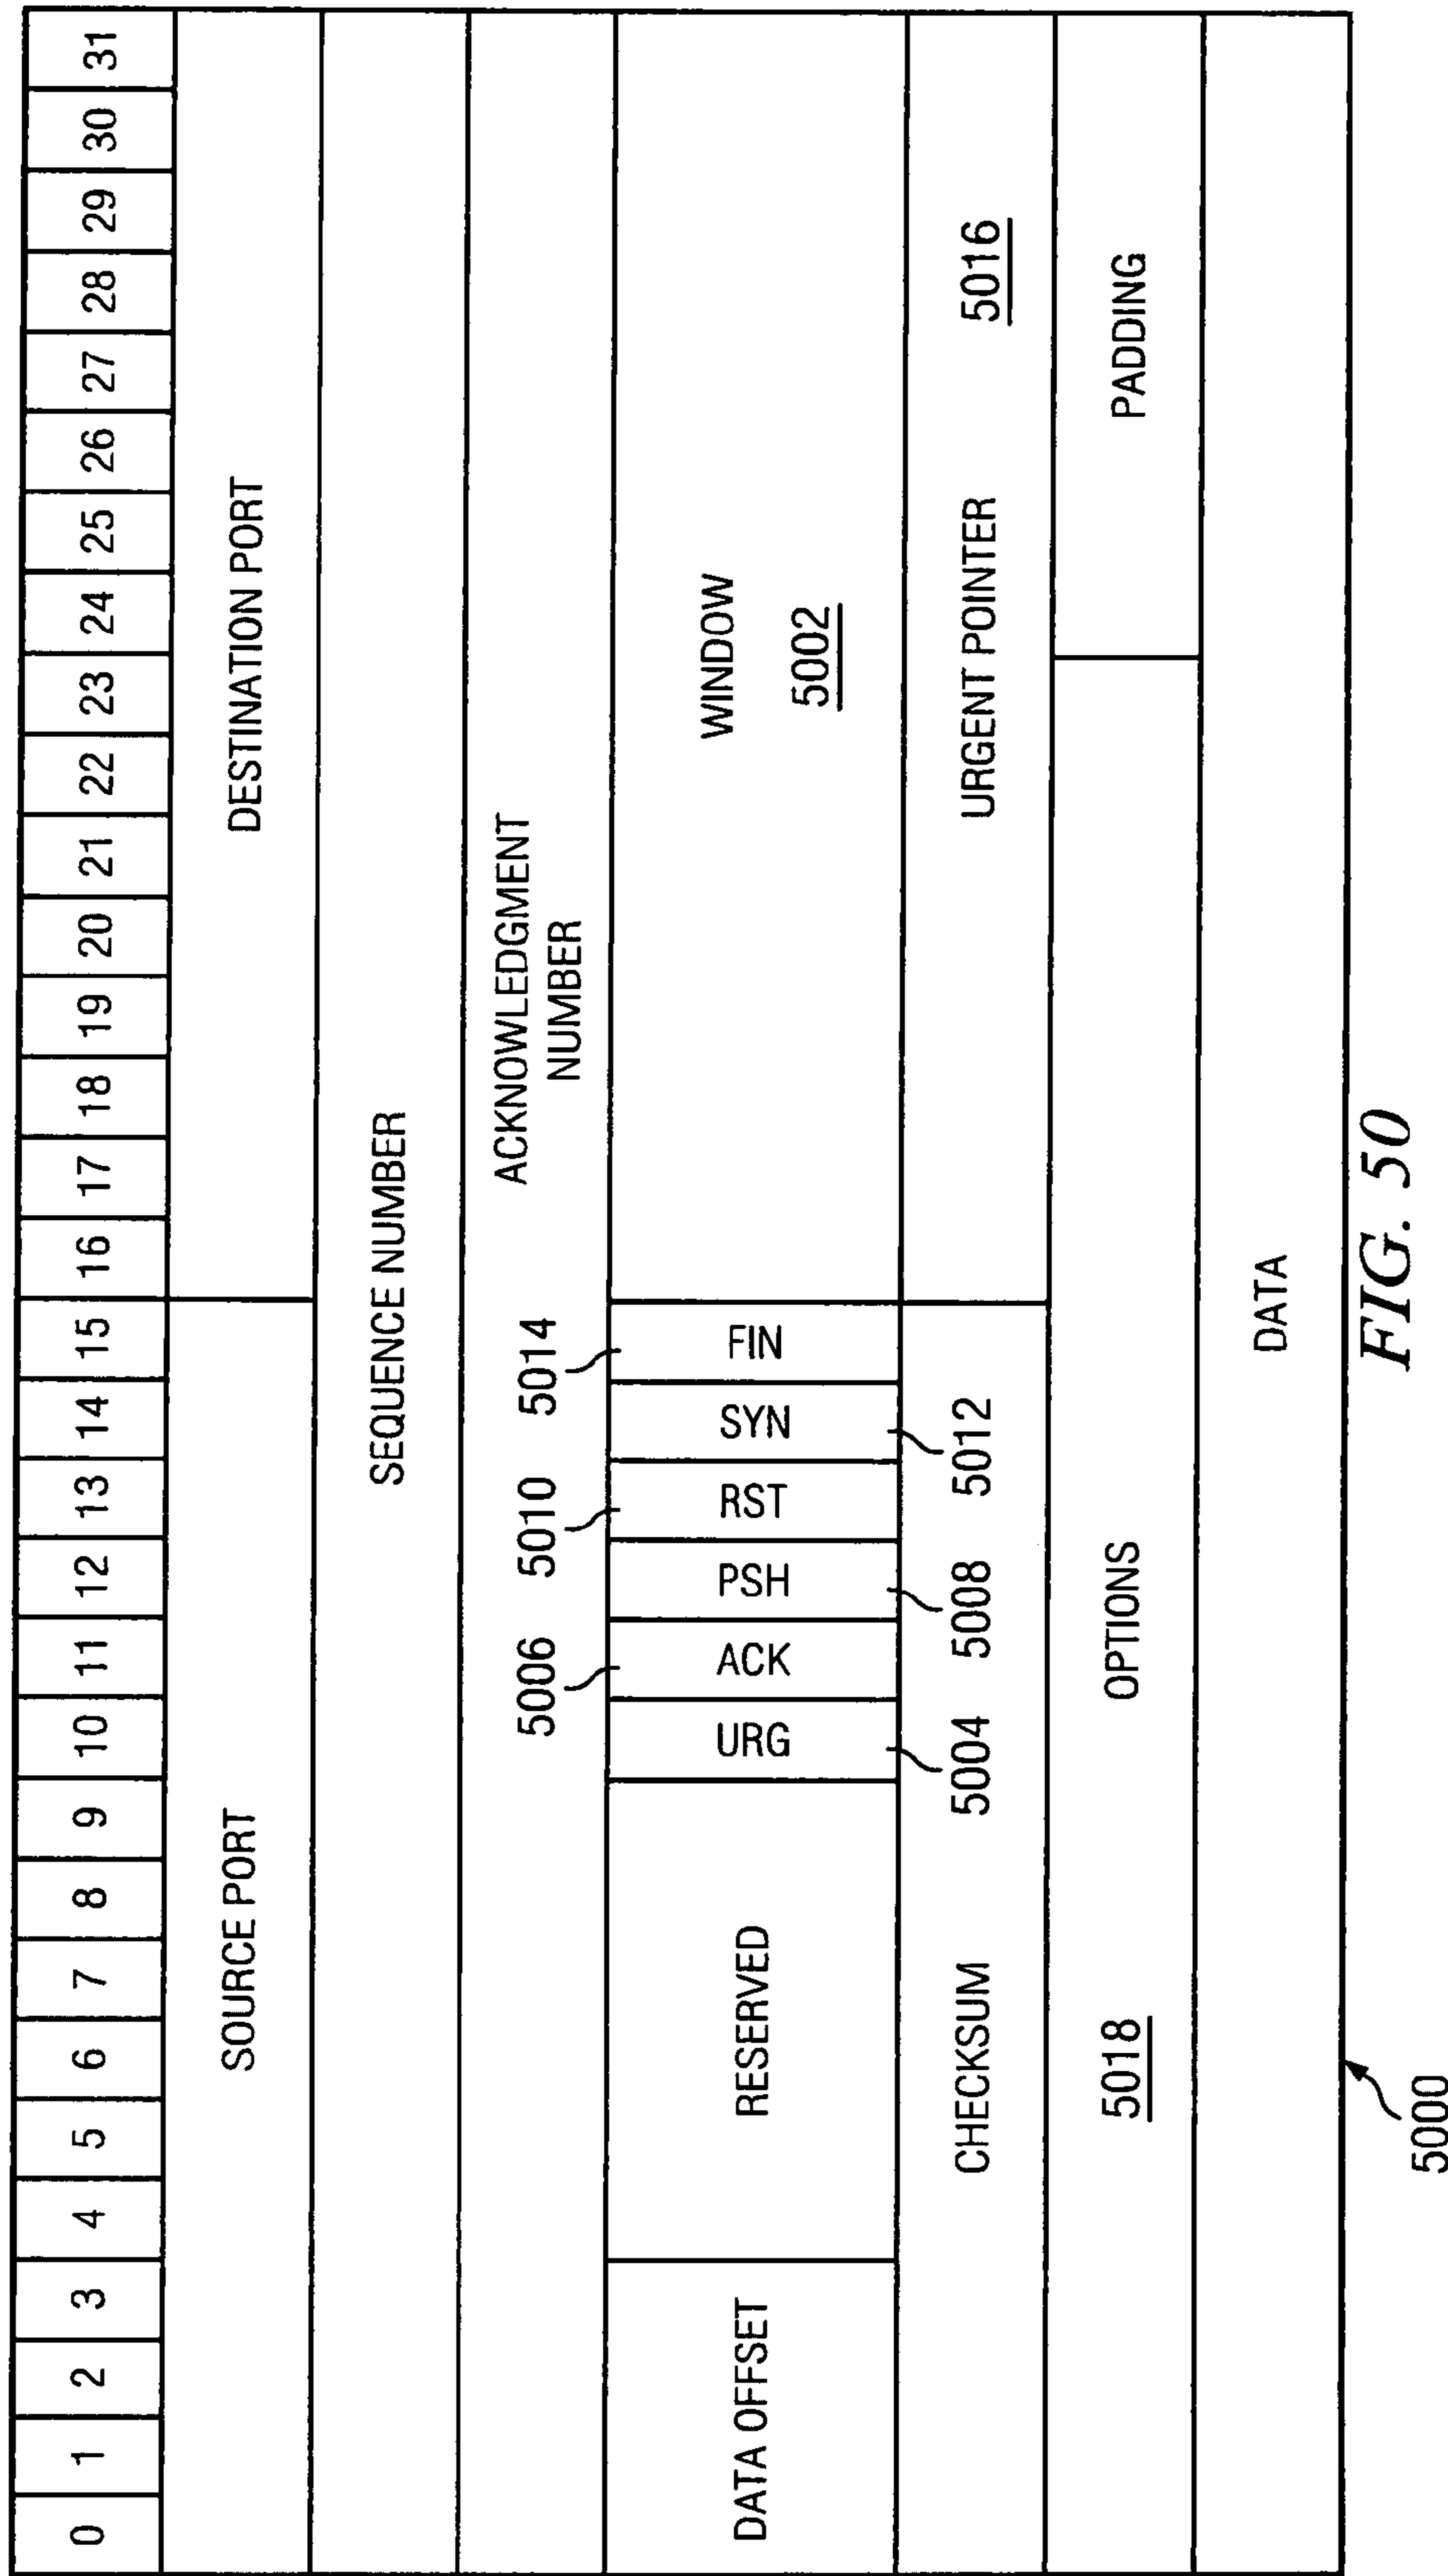 0 1 2 3 4 5 6 7 8 9 10 11 12 13 14 15 16 17 18 19 20 21 22 23 24 25 26 27 28 29 30 31
SOURCE PORT DESTINATION PORT
SEQUENCE NUMBER
ACKNOWLEDGMENT
NUMBER
5006 5010 5014
DATA OFFSET RESERVED URG ACK PSH RST SYN FIN WINDOW
5002
5004 5008 5012
CHECKSUM URGENT POINTER 5016
5018 OPTIONS PADDING
DATA
5000
FIG. 50